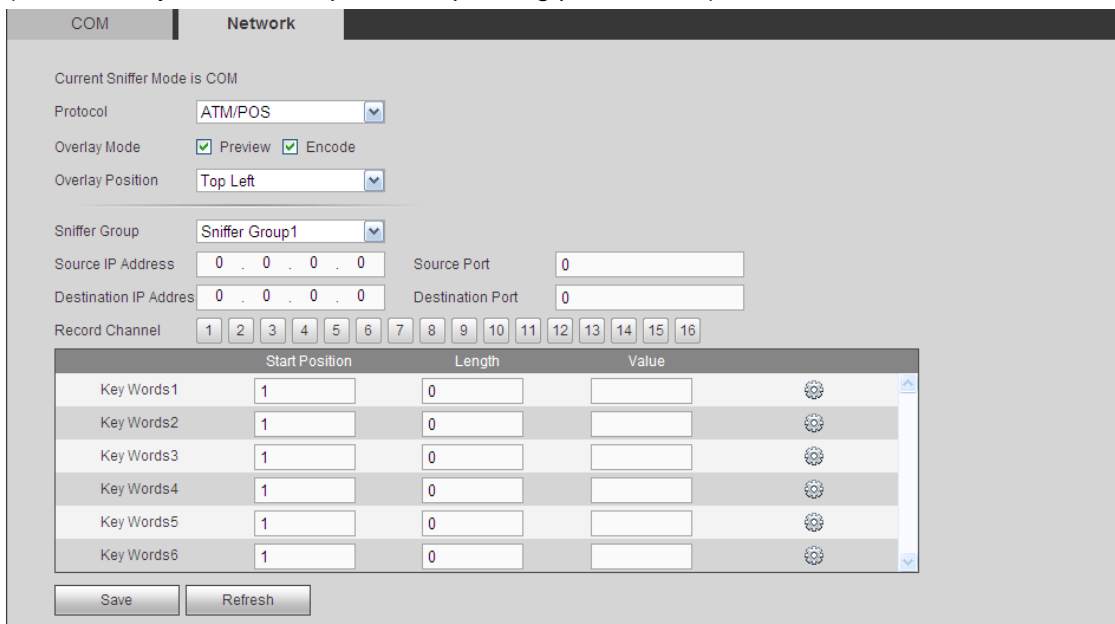 COM Network
Current Sniffer Mode is COM
Protocol ATM/POS
Overlay Mode Preview Encode
Overlay Position Top Left
Sniffer Group Sniffer Group1
Source IP Address 0 . 0 . 0 . 0 Source Port 0
Destination IP Addres 0 . 0 . 0 . 0 Destination Port 0
Record Channel 1 2 3 4 5 6 7 8 9 10 11 12 13 14 15 16
Start Position Length Value
Key Words1 1 0
Key Words2 1 0
Key Words3 1 0
Key Words4 1 0
Key Words5 1 0
Key Words6 1 0
Save Refresh